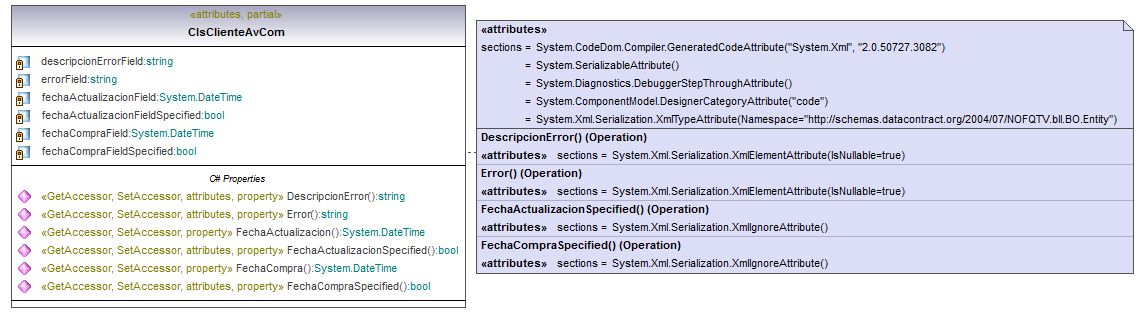 «attributes, partial»
ClsClienteAvCom
descripcionErrorField:string
errorField:string
fechaActualizacionField:System.DateTime
fechaActualizacionFieldSpecified:bool
fechaCompraField:System.DateTime
fechaCompraFieldSpecified:bool
C# Properties
«GetAccessor, SetAccessor, attributes, property» DescripcionError():string
«GetAccessor, SetAccessor, attributes, property» Error():string
«GetAccessor, SetAccessor, property» FechaActualizacion():System.DateTime
«GetAccessor, SetAccessor, attributes, property» FechaActualizacionSpecified():bool
«GetAccessor, SetAccessor, property» FechaCompra():System.DateTime
«GetAccessor, SetAccessor, attributes, property» FechaCompraSpecified():bool
«attributes»
sections = System.CodeDom.Compiler.GeneratedCodeAttribute("System.Xml", "2.0.50727.3082")
= System.SerializableAttribute()
= System.Diagnostics.DebuggerStepThroughAttribute()
= System.ComponentModel.DesignerCategoryAttribute("code")
= System.Xml.Serialization.XmlTypeAttribute(Namespace="http://schemas.datacontract.org/2004/07/NOFQTV.bll.BO.Entity")
DescripcionError() (Operation)
«attributes» sections = System.Xml.Serialization.XmlElementAttribute(IsNullable=true)
Error() (Operation)
«attributes» sections = System.Xml.Serialization.XmlElementAttribute(IsNullable=true)
FechaActualizacionSpecified() (Operation)
«attributes» sections = System.Xml.Serialization.XmlIgnoreAttribute()
FechaCompraSpecified() (Operation)
«attributes» sections = System.Xml.Serialization.XmlIgnoreAttribute()